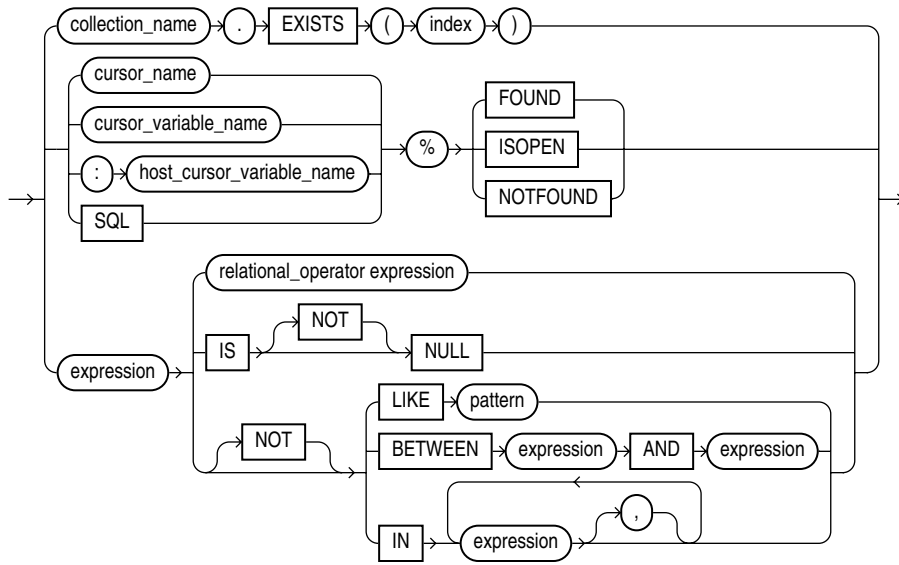 collection_name . EXISTS ( index )
cursor_name
cursor_variable_name
: host_cursor_variable_name
SQL
%
FOUND
ISOPEN
NOTFOUND
expression
relational_operator expression
IS NOT NULL
NOT
LIKE pattern
BETWEEN expression AND expression
IN expression ,